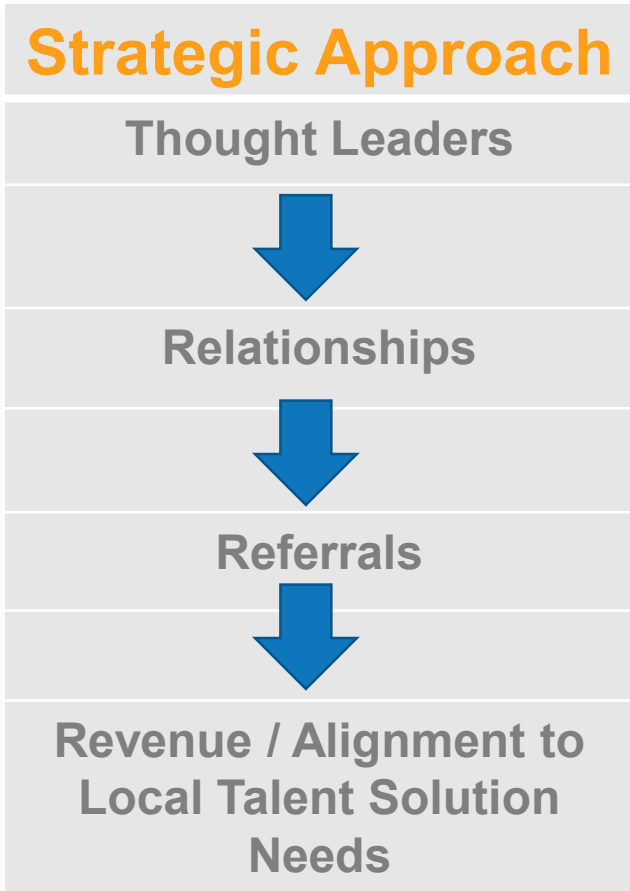 Strategic Approach
Thought Leaders
Relationships
Referrals
Revenue / Alignment to
Local Talent Solution
Needs